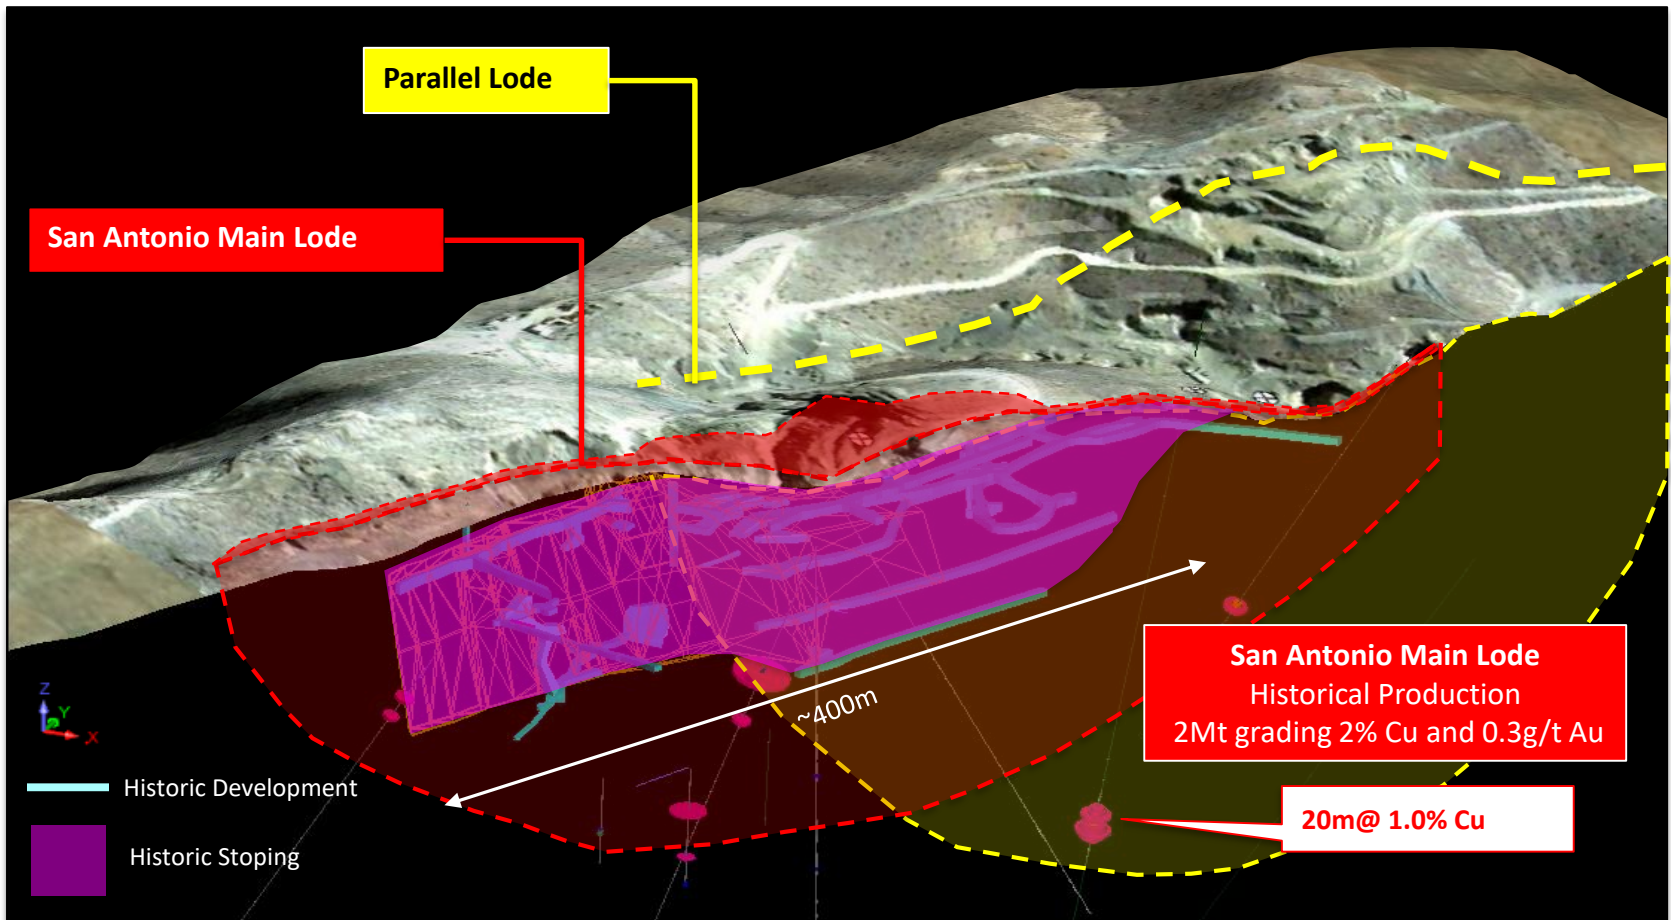 Parallel Lode
San Antonio Main Lode
~400m
San Antonio Main Lode
Historical Production
2Mt grading 2% Cu and 0.3g/t Au
20m@ 1.0% Cu
Z
Y
X
Historic Development
Historic Stoping